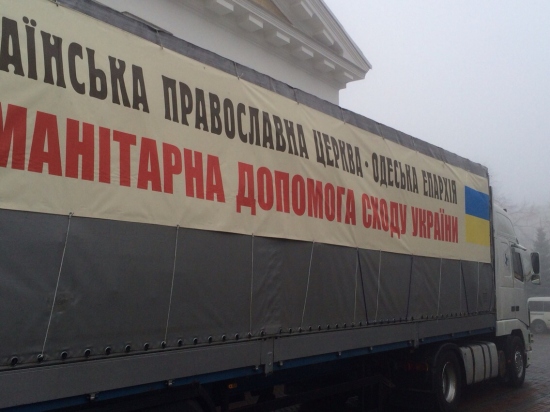 АЇНСЬКА ПРАВОСЛАВНА ЦЕРКВА · ОДЕСЬКА ЕПАРХІЯ
МАНІТАРНА ДОПОМОГА СХОДУ УКРАЇНИ